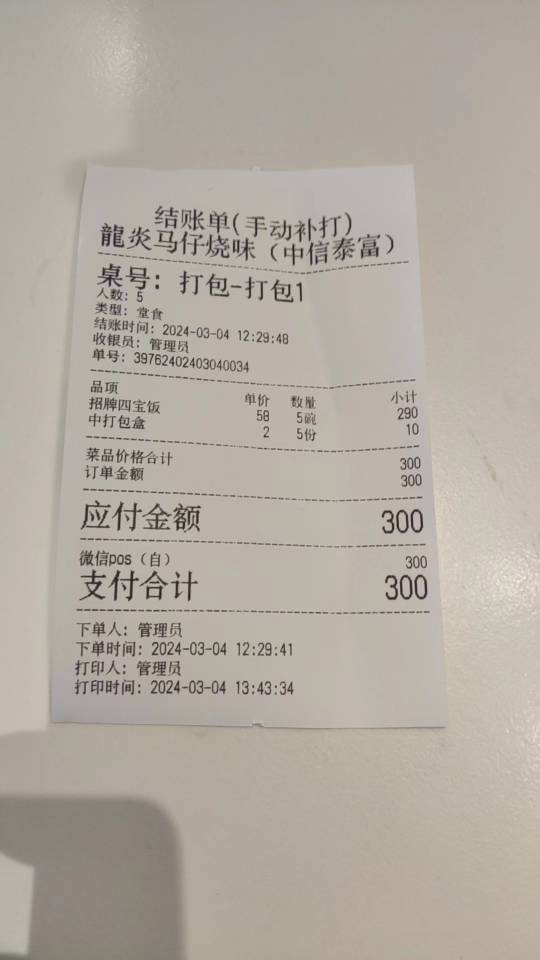 结账单(手动补打)
龍炎马仔烧味（中信泰富）
桌号: 打包-打包1
人数: 5
类型: 堂食
结账时间: 2024-03-04 12:29:48
收银员: 管理员
单号: 39762402403040034
品项 单价 数量 小计
招牌四宝饭 58 5碗 290
中打包盒 2 5份 10
菜品价格合计 300
订单金额 300
应付金额 300
微信pos（自） 300
支付合计 300
下单人: 管理员
下单时间: 2024-03-04 12:29:41
打印人: 管理员
打印时间: 2024-03-04 13:43:34